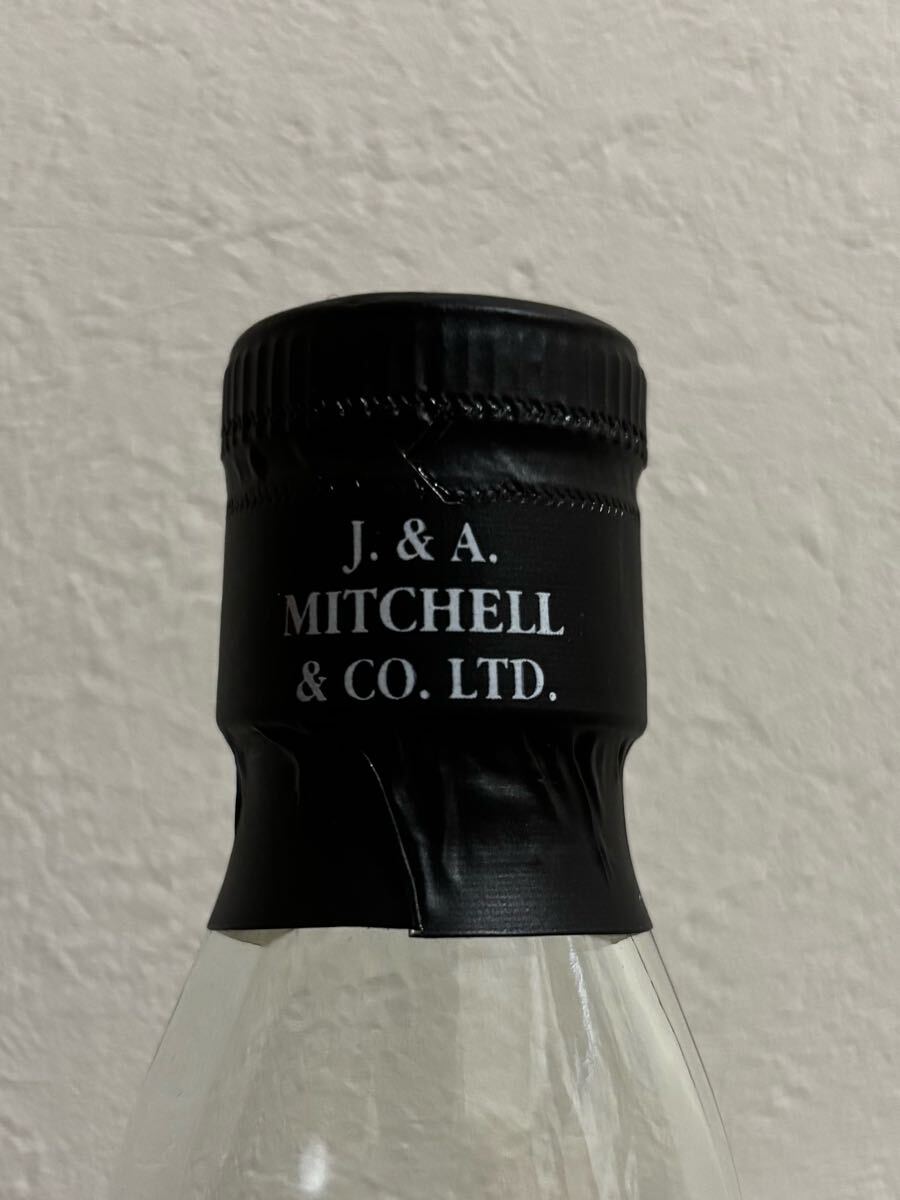 J. & A.
MITCHELL
& CO. LTD.